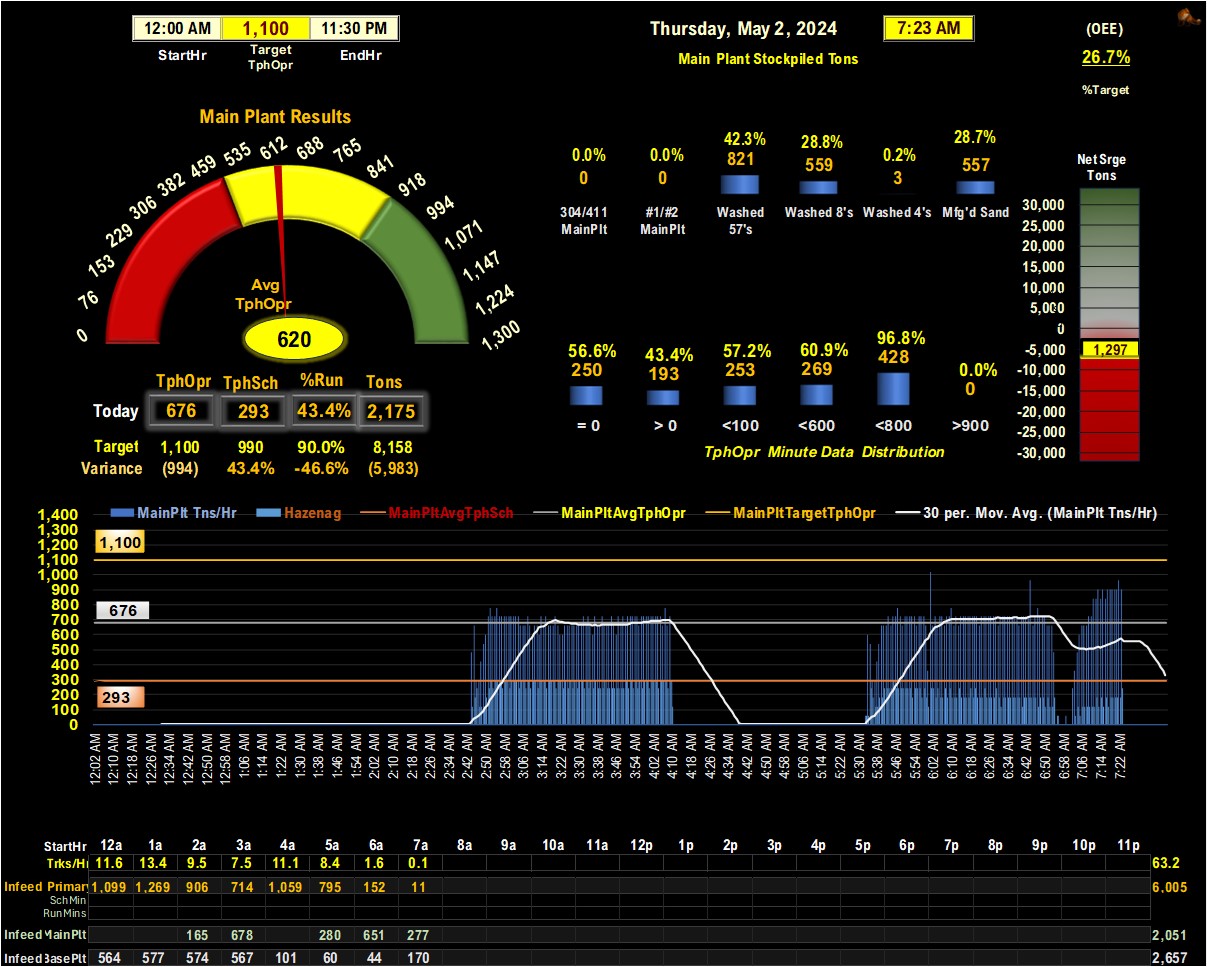 12:00 AM 1,100 11:30 PM
StartHr Target TphOpr EndHr
Thursday, May 2, 2024 7:23 AM
Main Plant Stockpiled Tons
(OEE)
26.7%
%Target
Main Plant Results
0 76 153 229 306 382 459 535 612 688 765 841 918 994 1,071 1,147 1,224 1,300
Avg
TphOpr
620
TphOpr TphSch %Run Tons
Today 676 293 43.4% 2,175
Target 1,100 990 90.0% 8,158
Variance (994) 43.4% -46.6% (5,983)
0.0% 0.0% 42.3% 28.8% 0.2% 28.7%
0 0 821 559 3 557
304/411 MainPlt #1/#2 MainPlt Washed 57's Washed 8's Washed 4's Mfg'd Sand
56.6% 43.4% 57.2% 60.9% 96.8% 0.0%
250 193 253 269 428 0
= 0 > 0 <100 <600 <800 >900
TphOpr Minute Data Distribution
Net Srge
Tons
30,000
25,000
20,000
15,000
10,000
5,000
0
-5,000
1,297
-10,000
-15,000
-20,000
-25,000
-30,000
MainPlt Tns/Hr Hazenag MainPltAvgTphSch MainPltAvgTphOpr MainPltTargetTphOpr 30 per. Mov. Avg. (MainPlt Tns/Hr)
1,400
1,300
1,200
1,100
1,000
900
800
700
600
500
400
300
200
100
0
1,100
676
293
12:02 AM 12:10 AM 12:18 AM 12:26 AM 12:34 AM 12:42 AM 12:50 AM 12:58 AM 1:06 AM 1:14 AM 1:22 AM 1:30 AM 1:38 AM 1:46 AM 1:54 AM 2:02 AM 2:10 AM 2:18 AM 2:26 AM 2:34 AM 2:42 AM 2:50 AM 2:58 AM 3:06 AM 3:14 AM 3:22 AM 3:30 AM 3:38 AM 3:46 AM 3:54 AM 4:02 AM 4:10 AM 4:18 AM 4:26 AM 4:34 AM 4:42 AM 4:50 AM 4:58 AM 5:06 AM 5:14 AM 5:22 AM 5:30 AM 5:38 AM 5:46 AM 5:54 AM 6:02 AM 6:10 AM 6:18 AM 6:26 AM 6:34 AM 6:42 AM 6:50 AM 6:58 AM 7:06 AM 7:14 AM 7:22 AM
StartHr 12a 1a 2a 3a 4a 5a 6a 7a 8a 9a 10a 11a 12p 1p 2p 3p 4p 5p 6p 7p 8p 9p 10p 11p
Trks/Hr 11.6 13.4 9.5 7.5 11.1 8.4 1.6 0.1 63.2
Infeed Primary 1,099 1,269 906 714 1,059 795 152 11 6,005
SchMin
RunMins
Infeed MainPlt 165 678 280 651 277 2,051
Infeed BasePlt 564 577 574 567 101 60 44 170 2,657